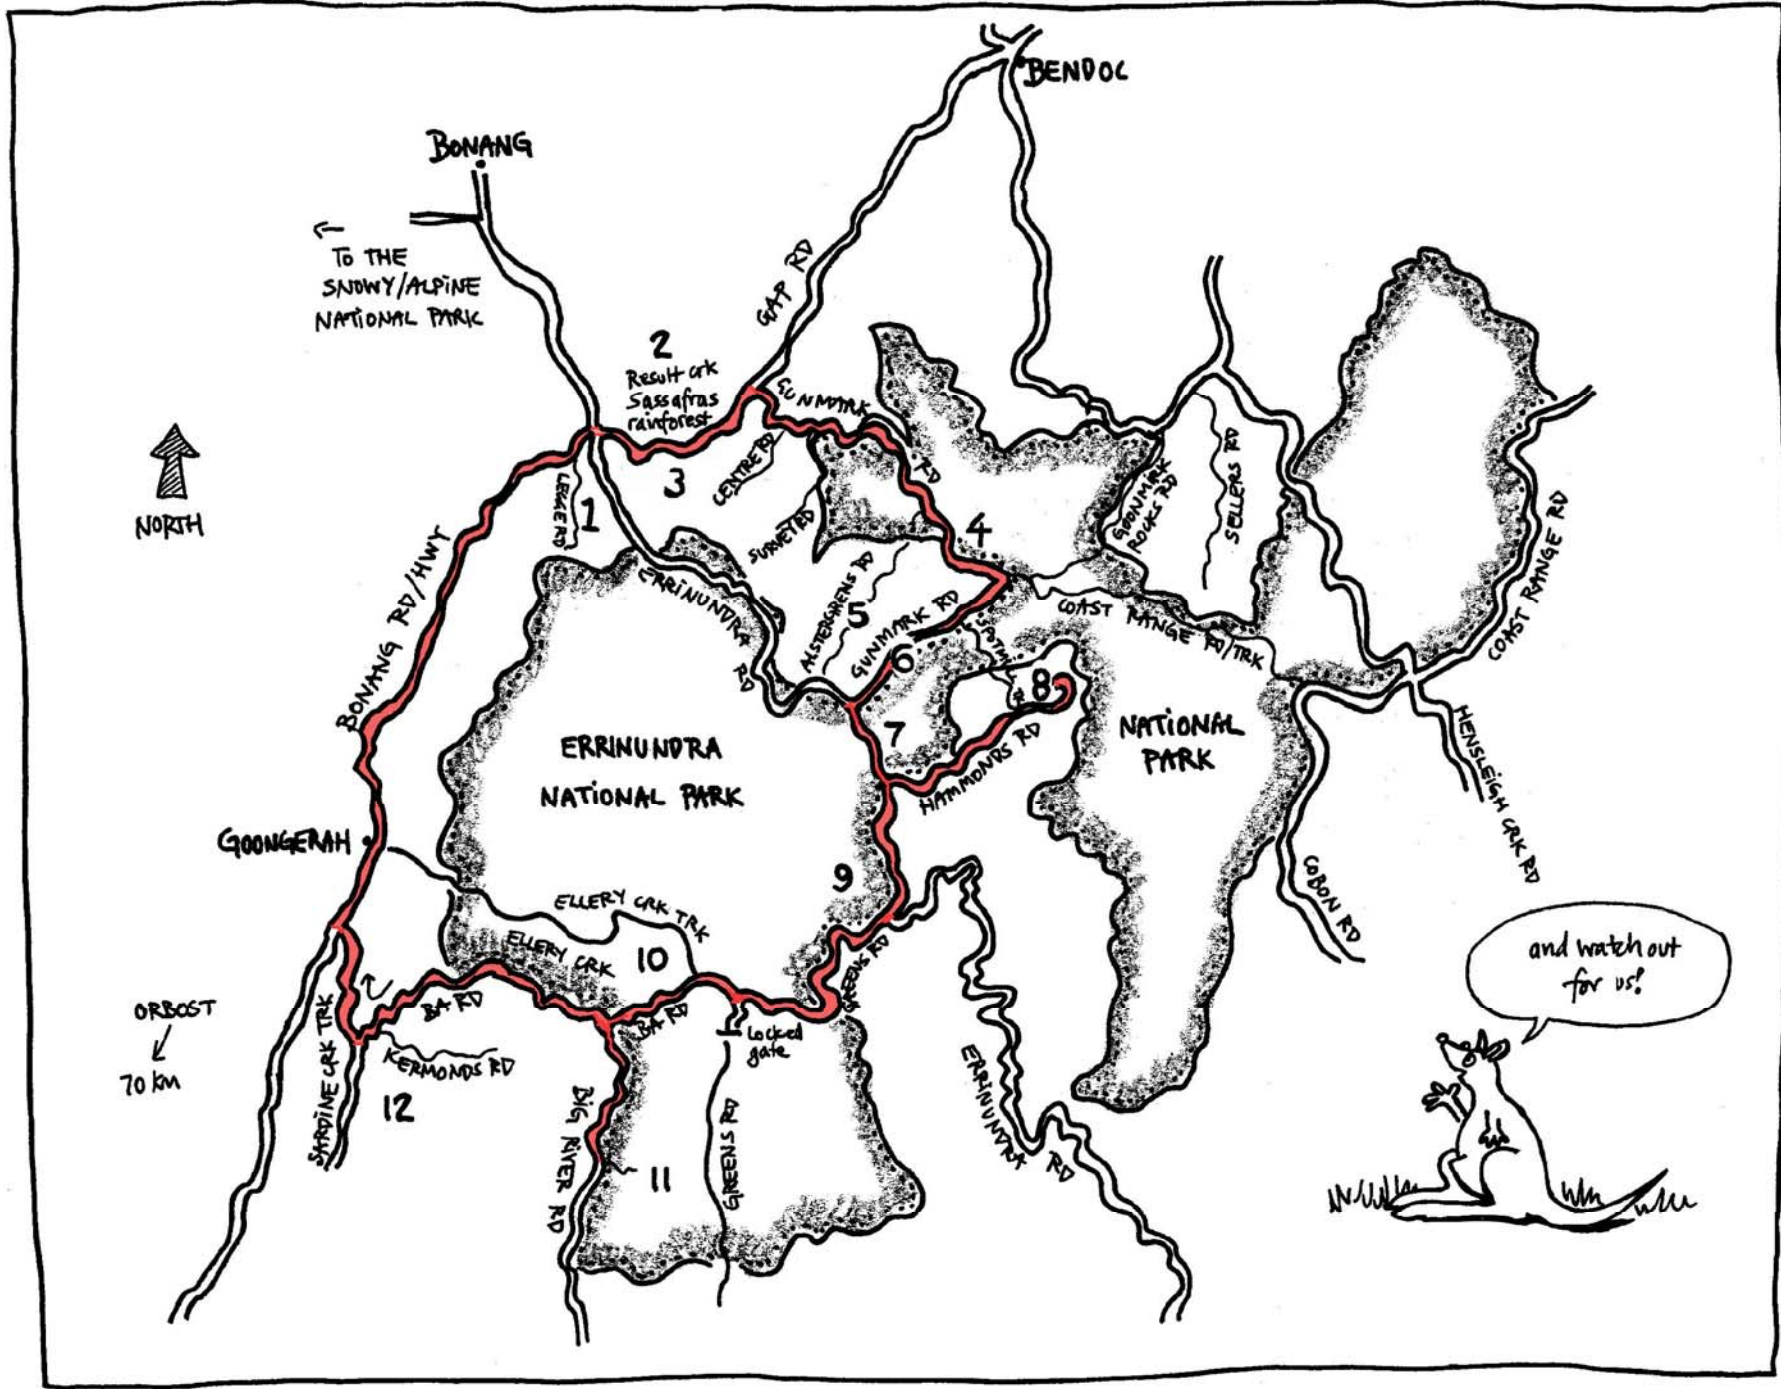 BENDOC
BONANG
←
TO THE
SNOWY/ALPINE
NATIONAL PARK
GAP RD
2
Result crk
Sassafras
rainforest
GUNMARK
RD
CENTRE RD
3
LEGGE RD
1
SURVEY RD
4
GOONMARK
ROCKS RD
SELLERS RD
COAST RANGE RD
NORTH
ERRINUNDRA
RD
ALSTERGRENS RD
5
GUNMARK RD
COAST RANGE RD/TRK
6
8
7
BONANG RD/HWY
ERRINUNDRA
NATIONAL PARK
NATIONAL
PARK
HAMMONDS RD
HENSLEIGH CRK RD
GOONGERAH
9
COBON RD
ELLERY CRK TRK
ELLERY CRK
10
GREENS RD
and watch out
for us!
ORBOST
70 KM
BA RD
BA RD
Locked
gate
SARDINE CRK TRK
KERMONDS RD
12
BIG RIVER RD
11
GREENS RD
ERRINUNDRA RD